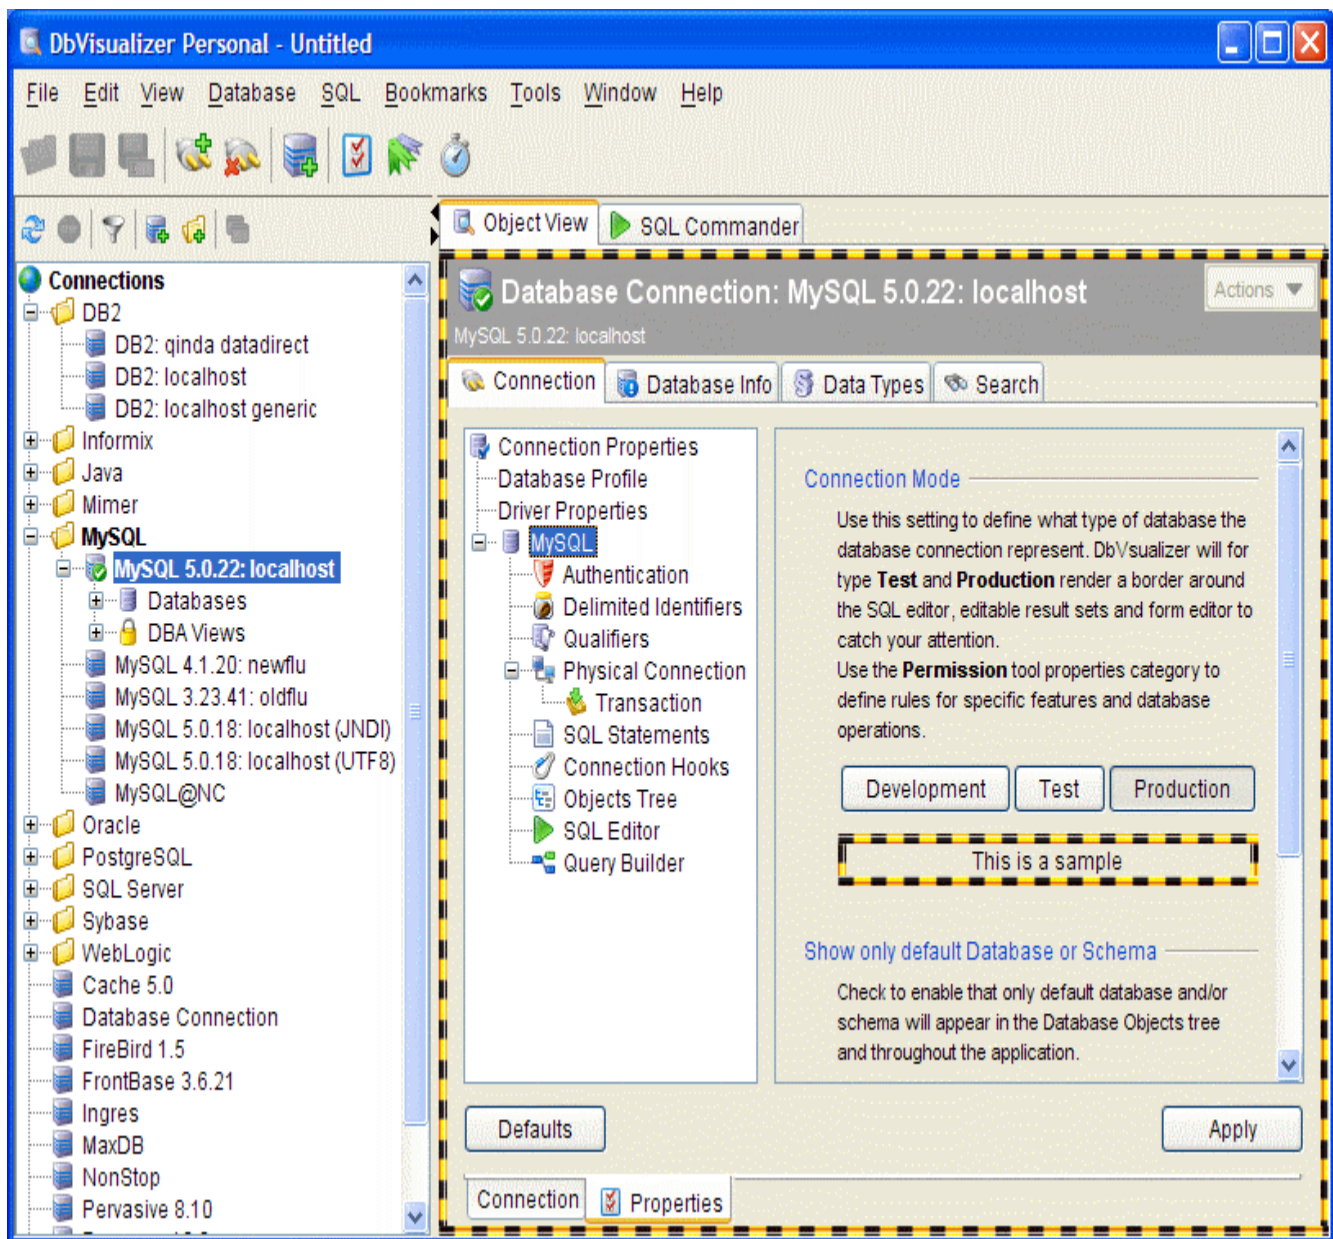 DbVisualizer Personal - Untitled
File Edit View Database SQL Bookmarks Tools Window Help
Object View SQL Commander
Connections
DB2
DB2: qinda datadirect
DB2: localhost
DB2: localhost generic
Informix
Java
Mimer
MySQL
MySQL 5.0.22: localhost
Databases
DBA Views
MySQL 4.1.20: newflu
MySQL 3.23.41: oldflu
MySQL 5.0.18: localhost (JNDI)
MySQL 5.0.18: localhost (UTF8)
MySQL@NC
Oracle
PostgreSQL
SQL Server
Sybase
WebLogic
Cache 5.0
Database Connection
FireBird 1.5
FrontBase 3.6.21
Ingres
MaxDB
NonStop
Pervasive 8.10
Database Connection: MySQL 5.0.22: localhost
Actions
MySQL 5.0.22: localhost
Connection Database Info Data Types Search
Connection Properties
Database Profile
Driver Properties
MySQL
Authentication
Delimited Identifiers
Qualifiers
Physical Connection
Transaction
SQL Statements
Connection Hooks
Objects Tree
SQL Editor
Query Builder
Connection Mode
Use this setting to define what type of database the
database connection represent. DbVsualizer will for
type Test and Production render a border around
the SQL editor, editable result sets and form editor to
catch your attention.
Use the Permission tool properties category to
define rules for specific features and database
operations.
Development Test Production
This is a sample
Show only default Database or Schema
Check to enable that only default database and/or
schema will appear in the Database Objects tree
and throughout the application.
Defaults Apply
Connection Properties